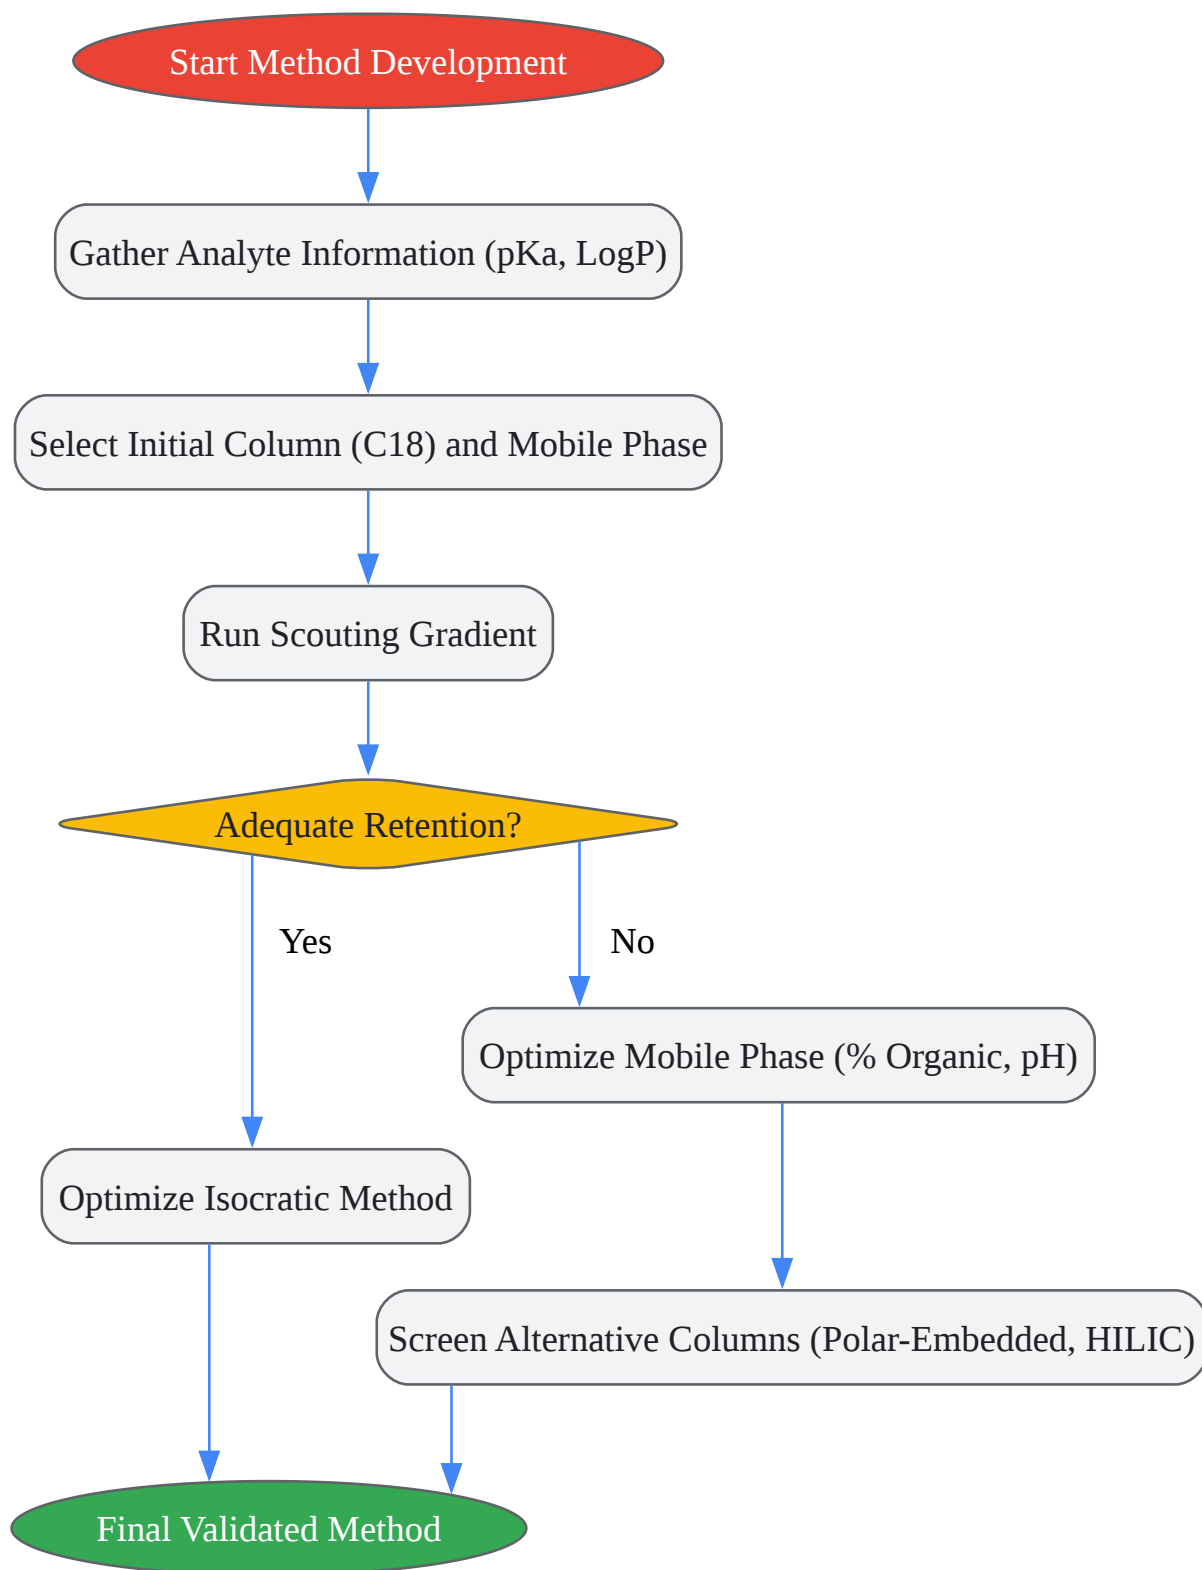 Start Method Development
Gather Analyte Information (pKa, LogP)
Select Initial Column (C18) and Mobile Phase
Run Scouting Gradient
Adequate Retention?
Yes
No
Optimize Mobile Phase (% Organic, pH)
Optimize Isocratic Method
Screen Alternative Columns (Polar-Embedded, HILIC)
Final Validated Method